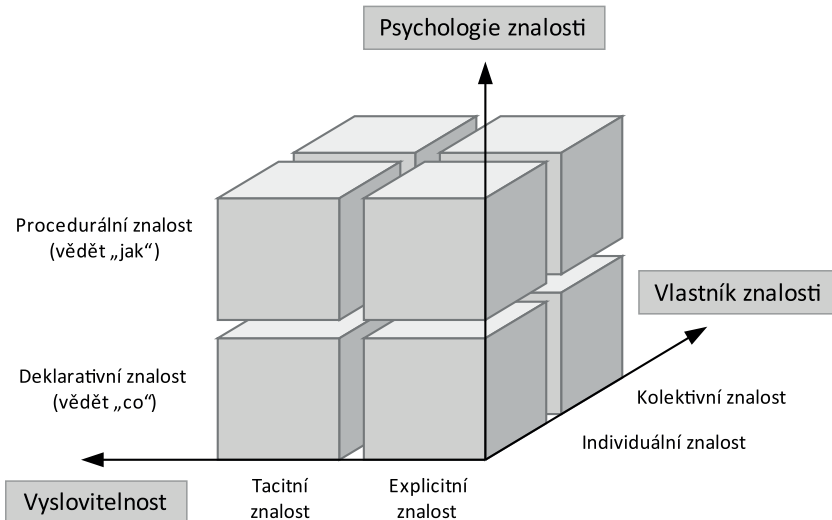 Psychologie znalosti
Procedurální znalost
(vědět „jak“)
Vlastník znalosti
Deklarativní znalost
(vědět „co“)
Kolektivní znalost
Individuální znalost
Vyslovitelnost
Tacitní
znalost
Explicitní
znalost